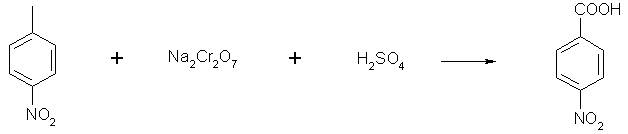 COOH
+ Na₂Cr₂O₇ + H₂SO₄
NO₂
NO₂